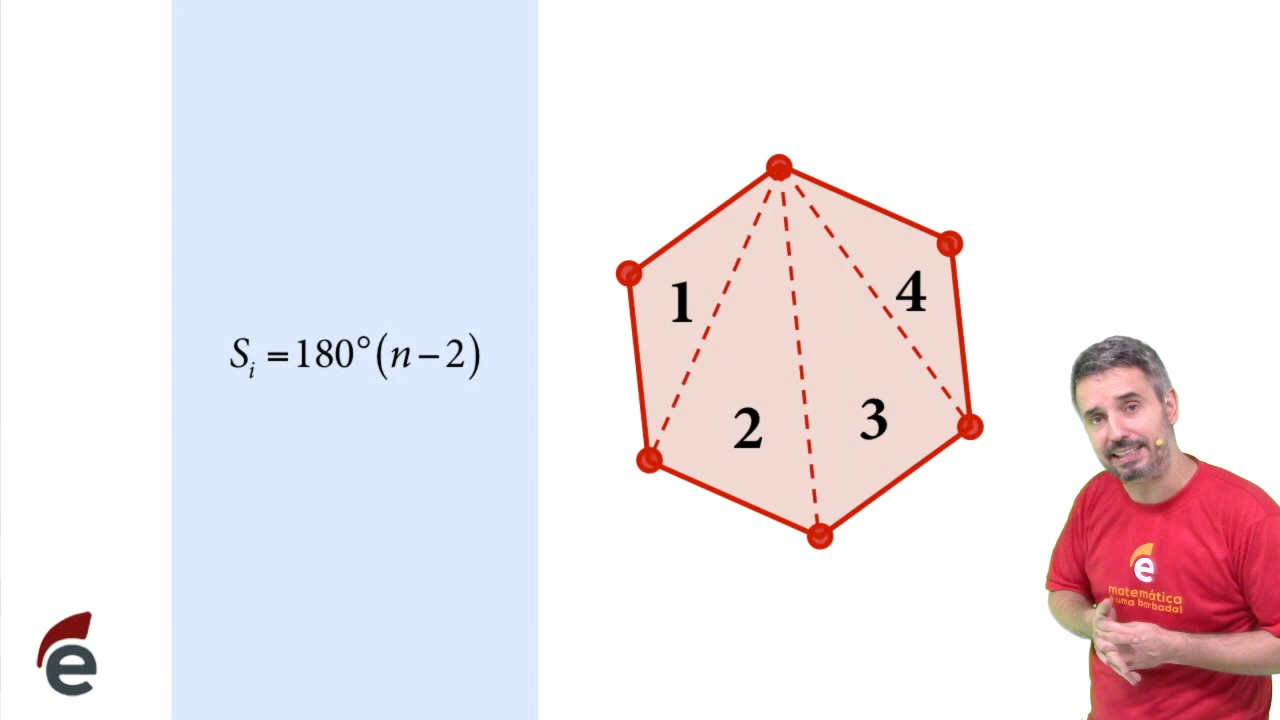 S_i = 180°(n − 2)
1
4
2
3
e
matemática
é uma barbada!
e